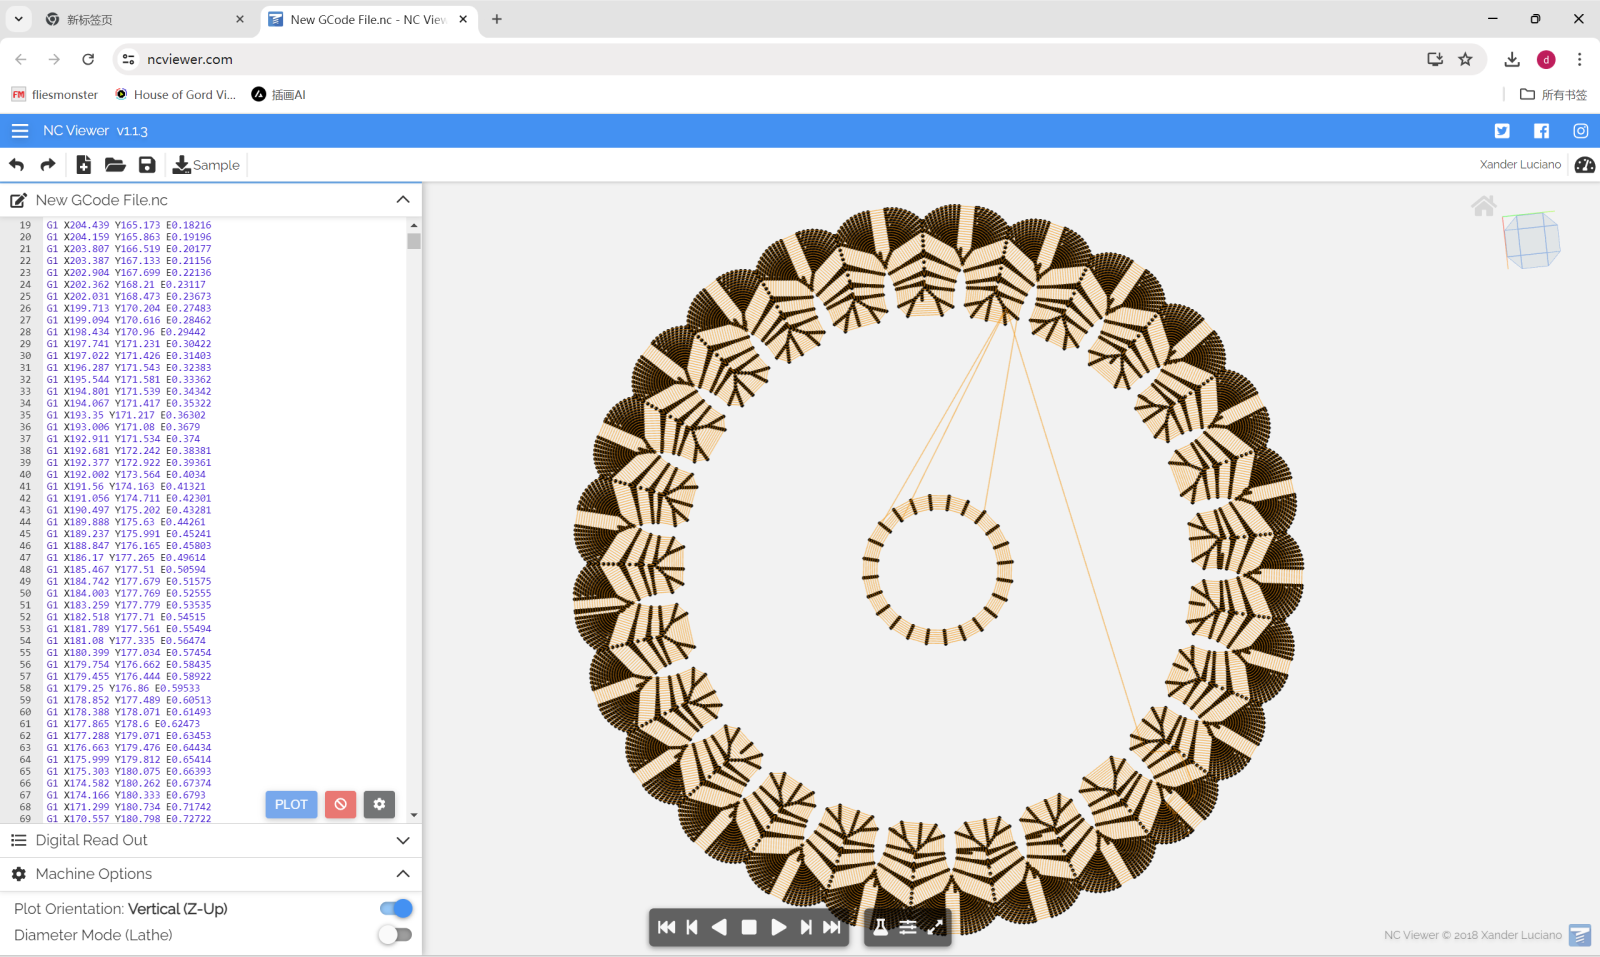 新标签页
New GCode File.nc - NC View
ncviewer.com
d
FM fliesmonster
House of Gord Vi...
插画AI
所有书签
NC Viewer v1.1.3
Sample
Xander Luciano
New GCode File.nc
19 G1 X204.439 Y165.173 E0.18216
20 G1 X204.159 Y165.863 E0.19196
21 G1 X203.807 Y166.519 E0.20177
22 G1 X203.387 Y167.133 E0.21156
23 G1 X202.904 Y167.699 E0.22136
24 G1 X202.362 Y168.21 E0.23117
25 G1 X202.031 Y168.473 E0.23673
26 G1 X199.713 Y170.204 E0.27483
27 G1 X199.094 Y170.616 E0.28462
28 G1 X198.434 Y170.96 E0.29442
29 G1 X197.741 Y171.231 E0.30422
30 G1 X197.022 Y171.426 E0.31403
31 G1 X196.287 Y171.543 E0.32383
32 G1 X195.544 Y171.581 E0.33362
33 G1 X194.801 Y171.539 E0.34342
34 G1 X194.067 Y171.417 E0.35322
35 G1 X193.35 Y171.217 E0.36302
36 G1 X193.006 Y171.08 E0.3679
37 G1 X192.911 Y171.534 E0.374
38 G1 X192.681 Y172.242 E0.38381
39 G1 X192.377 Y172.922 E0.39361
40 G1 X192.002 Y173.564 E0.4034
41 G1 X191.56 Y174.163 E0.41321
42 G1 X191.056 Y174.711 E0.42301
43 G1 X190.497 Y175.202 E0.43281
44 G1 X189.888 Y175.63 E0.44261
45 G1 X189.237 Y175.991 E0.45241
46 G1 X188.847 Y176.165 E0.45803
47 G1 X186.17 Y177.265 E0.49614
48 G1 X185.467 Y177.51 E0.50594
49 G1 X184.742 Y177.679 E0.51575
50 G1 X184.003 Y177.769 E0.52555
51 G1 X183.259 Y177.779 E0.53535
52 G1 X182.518 Y177.71 E0.54515
53 G1 X181.789 Y177.561 E0.55494
54 G1 X181.08 Y177.335 E0.56474
55 G1 X180.399 Y177.034 E0.57454
56 G1 X179.754 Y176.662 E0.58435
57 G1 X179.455 Y176.444 E0.58922
58 G1 X179.25 Y176.86 E0.59533
59 G1 X178.852 Y177.489 E0.60513
60 G1 X178.388 Y178.071 E0.61493
61 G1 X177.865 Y178.6 E0.62473
62 G1 X177.288 Y179.071 E0.63453
63 G1 X176.663 Y179.476 E0.64434
64 G1 X175.999 Y179.812 E0.65414
65 G1 X175.303 Y180.075 E0.66393
66 G1 X174.582 Y180.262 E0.67374
67 G1 X174.166 Y180.333 E0.6793
68 G1 X171.299 Y180.734 E0.71742
69 G1 X170.557 Y180.798 E0.72722
PLOT
Digital Read Out
Machine Options
Plot Orientation: Vertical (Z-Up)
Diameter Mode (Lathe)
NC Viewer © 2018 Xander Luciano